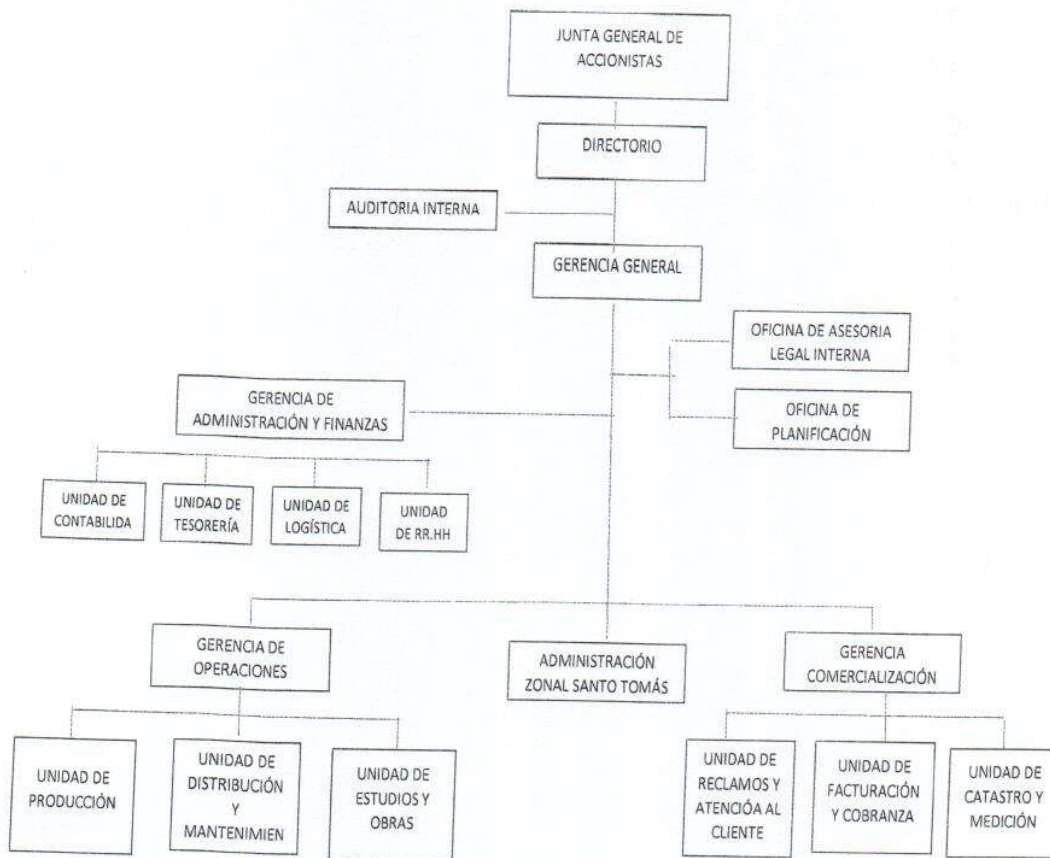 JUNTA GENERAL DE
ACCIONISTAS
DIRECTORIO
AUDITORIA INTERNA
GERENCIA GENERAL
OFICINA DE ASESORIA
LEGAL INTERNA
OFICINA DE
PLANIFICACIÓN
GERENCIA DE
ADMINISTRACIÓN Y FINANZAS
UNIDAD DE
CONTABILIDA
UNIDAD DE
TESORERÍA
UNIDAD DE
LOGÍSTICA
UNIDAD
DE RR.HH
GERENCIA DE
OPERACIONES
ADMINISTRACIÓN
ZONAL SANTO TOMÁS
GERENCIA
COMERCIALIZACIÓN
UNIDAD DE
PRODUCCIÓN
UNIDAD DE
DISTRIBUCIÓN
Y
MANTENIMIEN
UNIDAD DE
ESTUDIOS Y
OBRAS
UNIDAD DE
RECLAMOS Y
ATENCIÓA AL
CLIENTE
UNIDAD DE
FACTURACIÓN
Y COBRANZA
UNIDAD DE
CATASTRO Y
MEDICIÓN